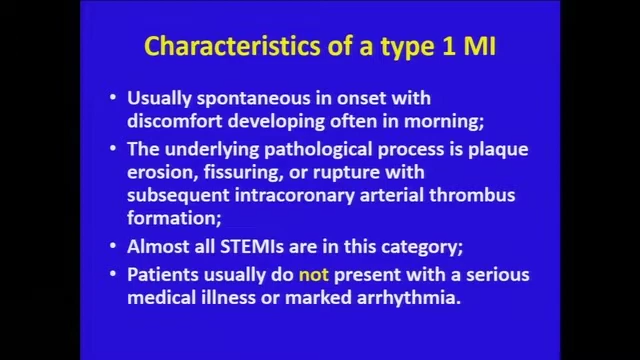 Characteristics of a type 1 MI
• Usually spontaneous in onset with
discomfort developing often in morning;
• The underlying pathological process is plaque
erosion, fissuring, or rupture with
subsequent intracoronary arterial thrombus
formation;
• Almost all STEMIs are in this category;
• Patients usually do not present with a serious
medical illness or marked arrhythmia.